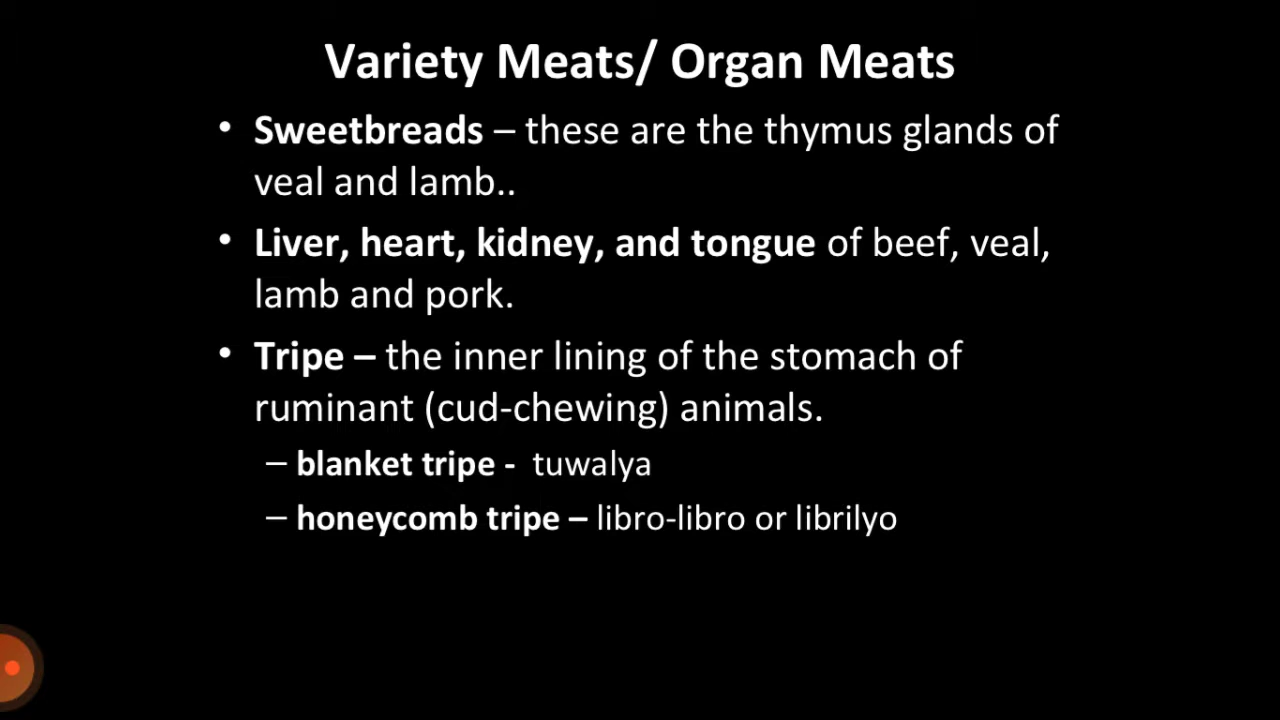 Variety Meats/ Organ Meats
• Sweetbreads – these are the thymus glands of
veal and lamb..
• Liver, heart, kidney, and tongue of beef, veal,
lamb and pork.
• Tripe – the inner lining of the stomach of
ruminant (cud-chewing) animals.
– blanket tripe - tuwalya
– honeycomb tripe – libro-libro or librilyo